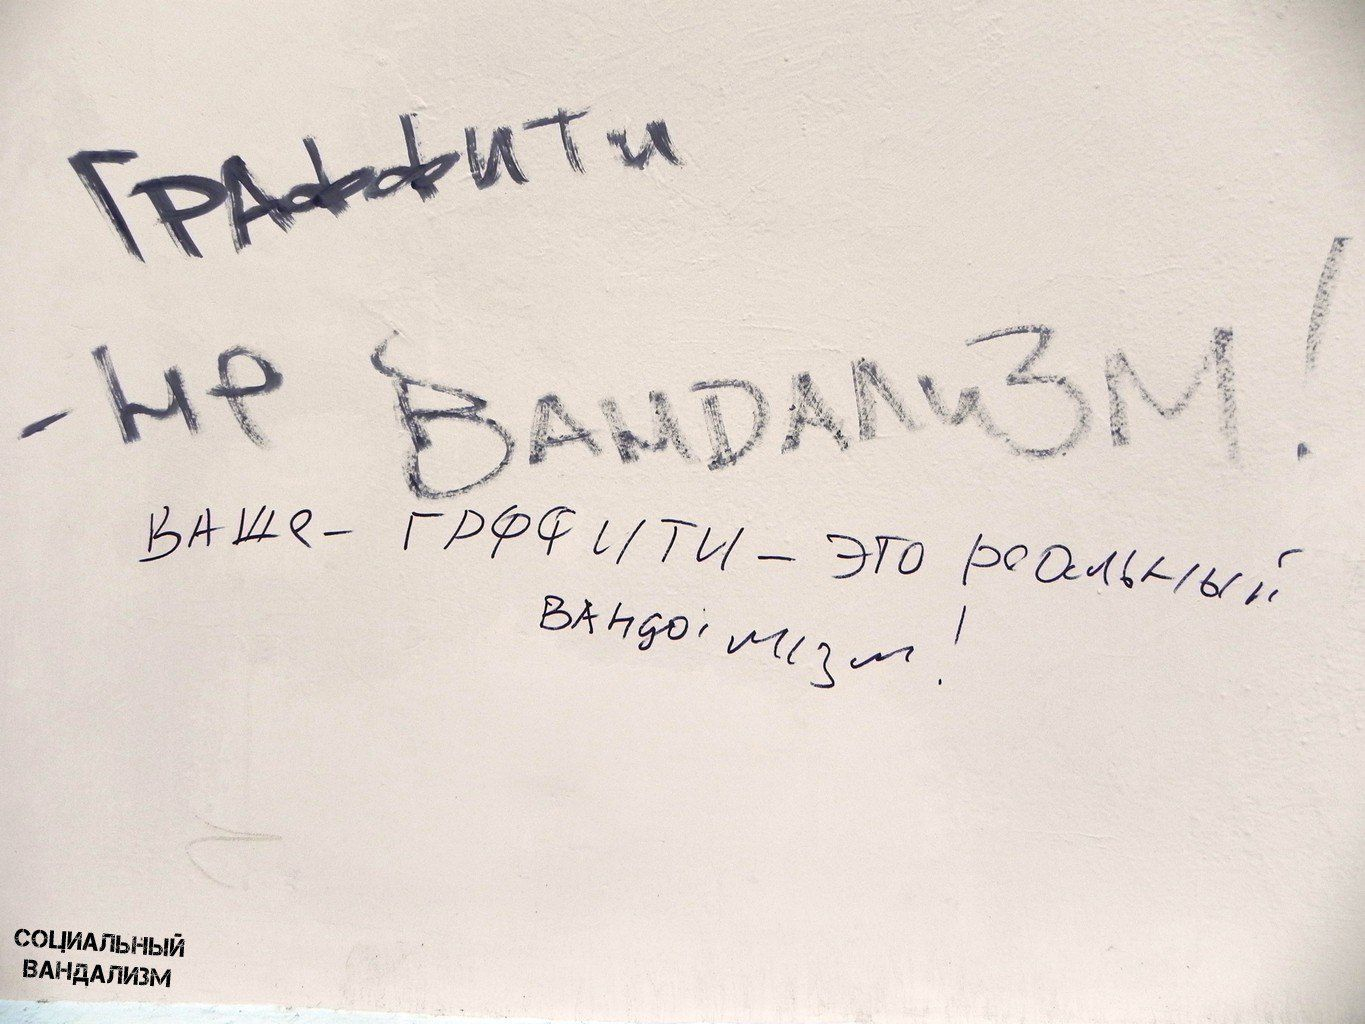 ГРАФФИТИ
- НЕ ВАНДАЛИЗМ!
ВАШЕ - ГРФФИТИ - ЭТО реальный
вандализм!
СОЦИАЛЬНЫЙ
ВАНДАЛИЗМ